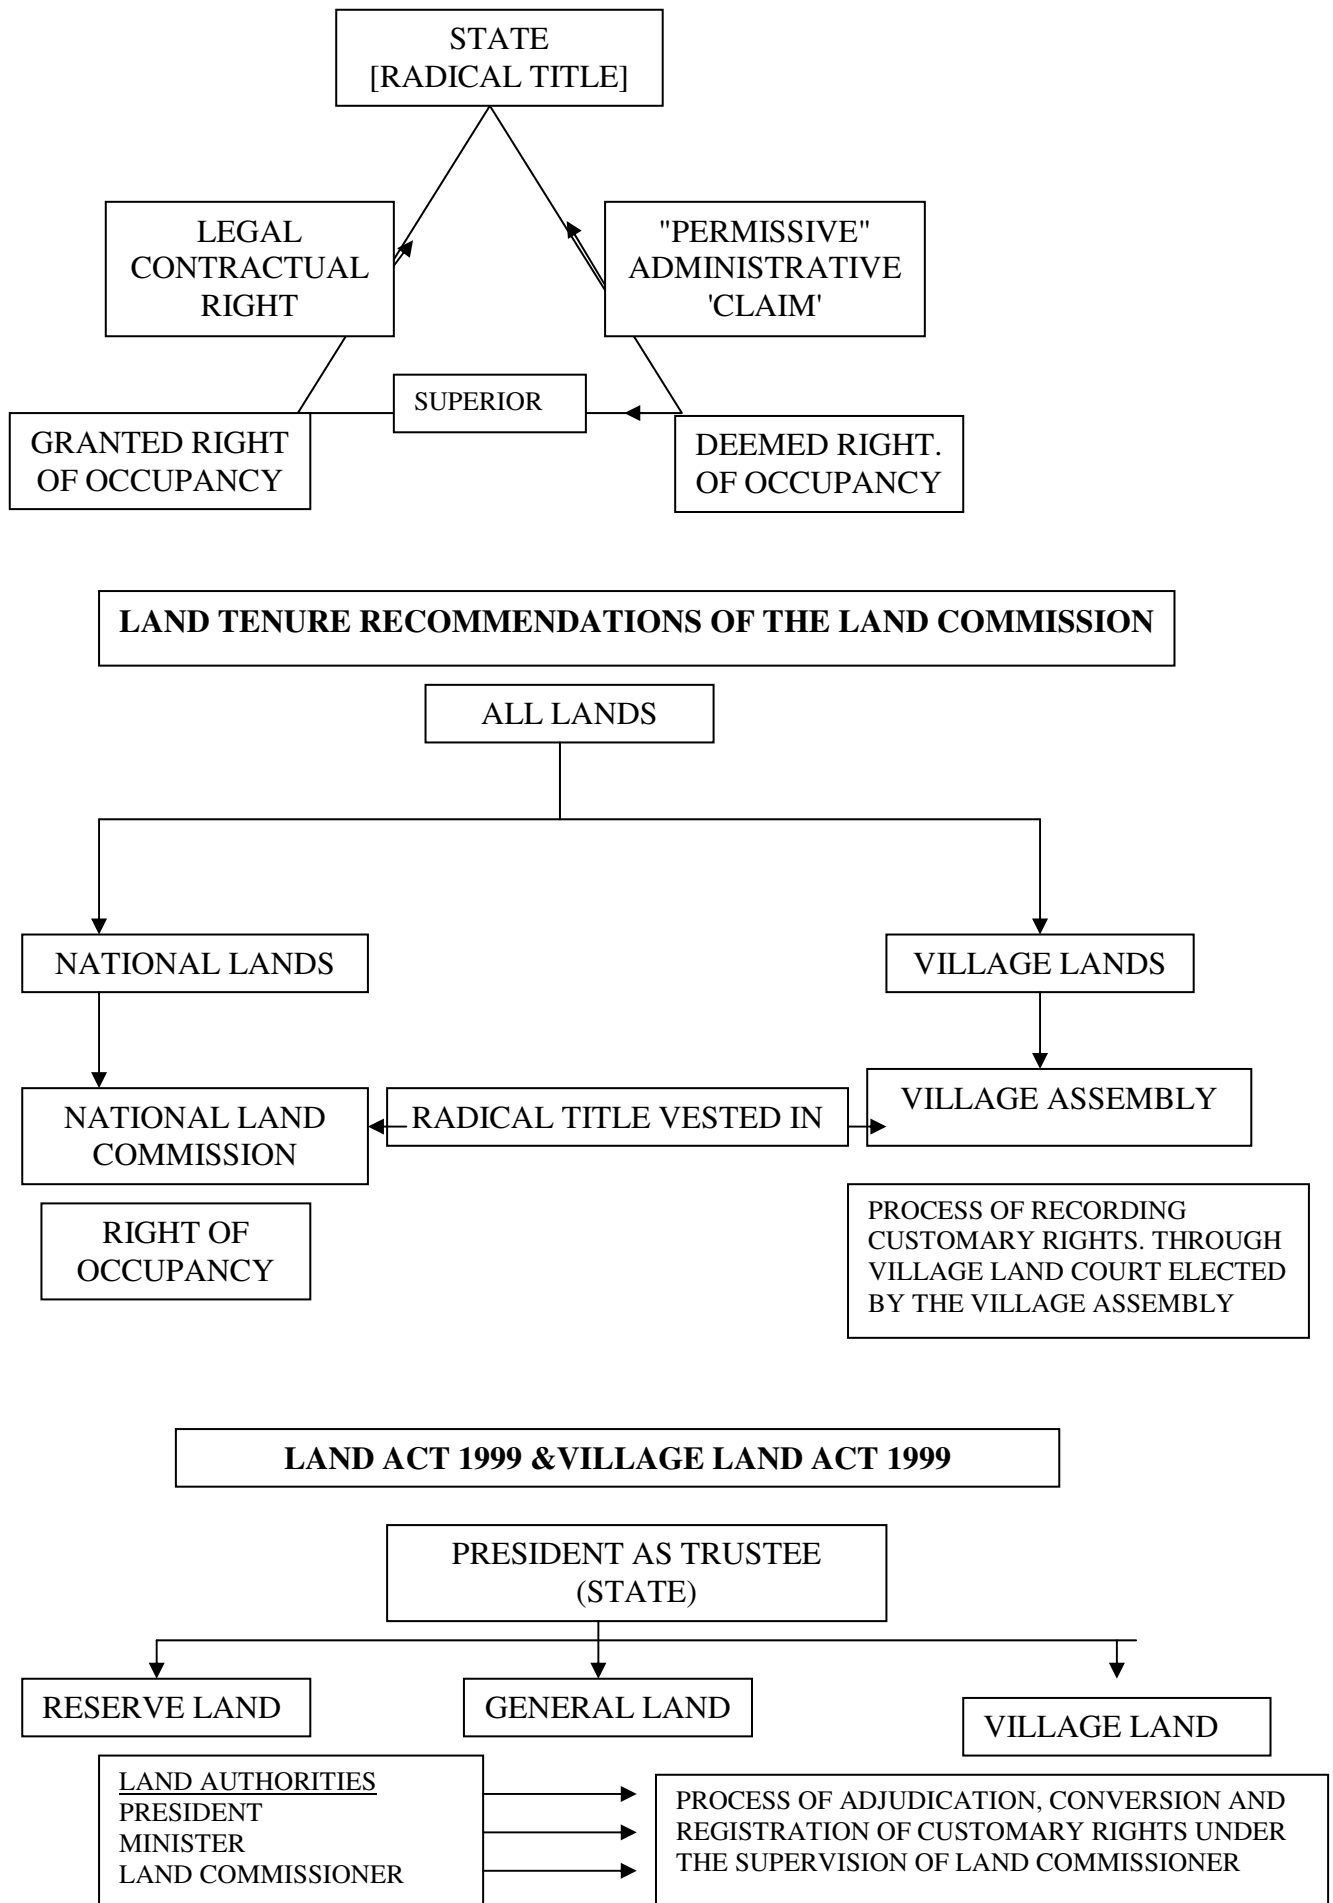 STATE
[RADICAL TITLE]
LEGAL
CONTRACTUAL
RIGHT
"PERMISSIVE"
ADMINISTRATIVE
'CLAIM'
SUPERIOR
GRANTED RIGHT
OF OCCUPANCY
DEEMED RIGHT.
OF OCCUPANCY
LAND TENURE RECOMMENDATIONS OF THE LAND COMMISSION
ALL LANDS
NATIONAL LANDS
VILLAGE LANDS
NATIONAL LAND
COMMISSION
RADICAL TITLE VESTED IN
VILLAGE ASSEMBLY
RIGHT OF
OCCUPANCY
PROCESS OF RECORDING
CUSTOMARY RIGHTS. THROUGH
VILLAGE LAND COURT ELECTED
BY THE VILLAGE ASSEMBLY
LAND ACT 1999 &VILLAGE LAND ACT 1999
PRESIDENT AS TRUSTEE
(STATE)
RESERVE LAND
GENERAL LAND
VILLAGE LAND
LAND AUTHORITIES
PRESIDENT
MINISTER
LAND COMMISSIONER
PROCESS OF ADJUDICATION, CONVERSION AND
REGISTRATION OF CUSTOMARY RIGHTS UNDER
THE SUPERVISION OF LAND COMMISSIONER